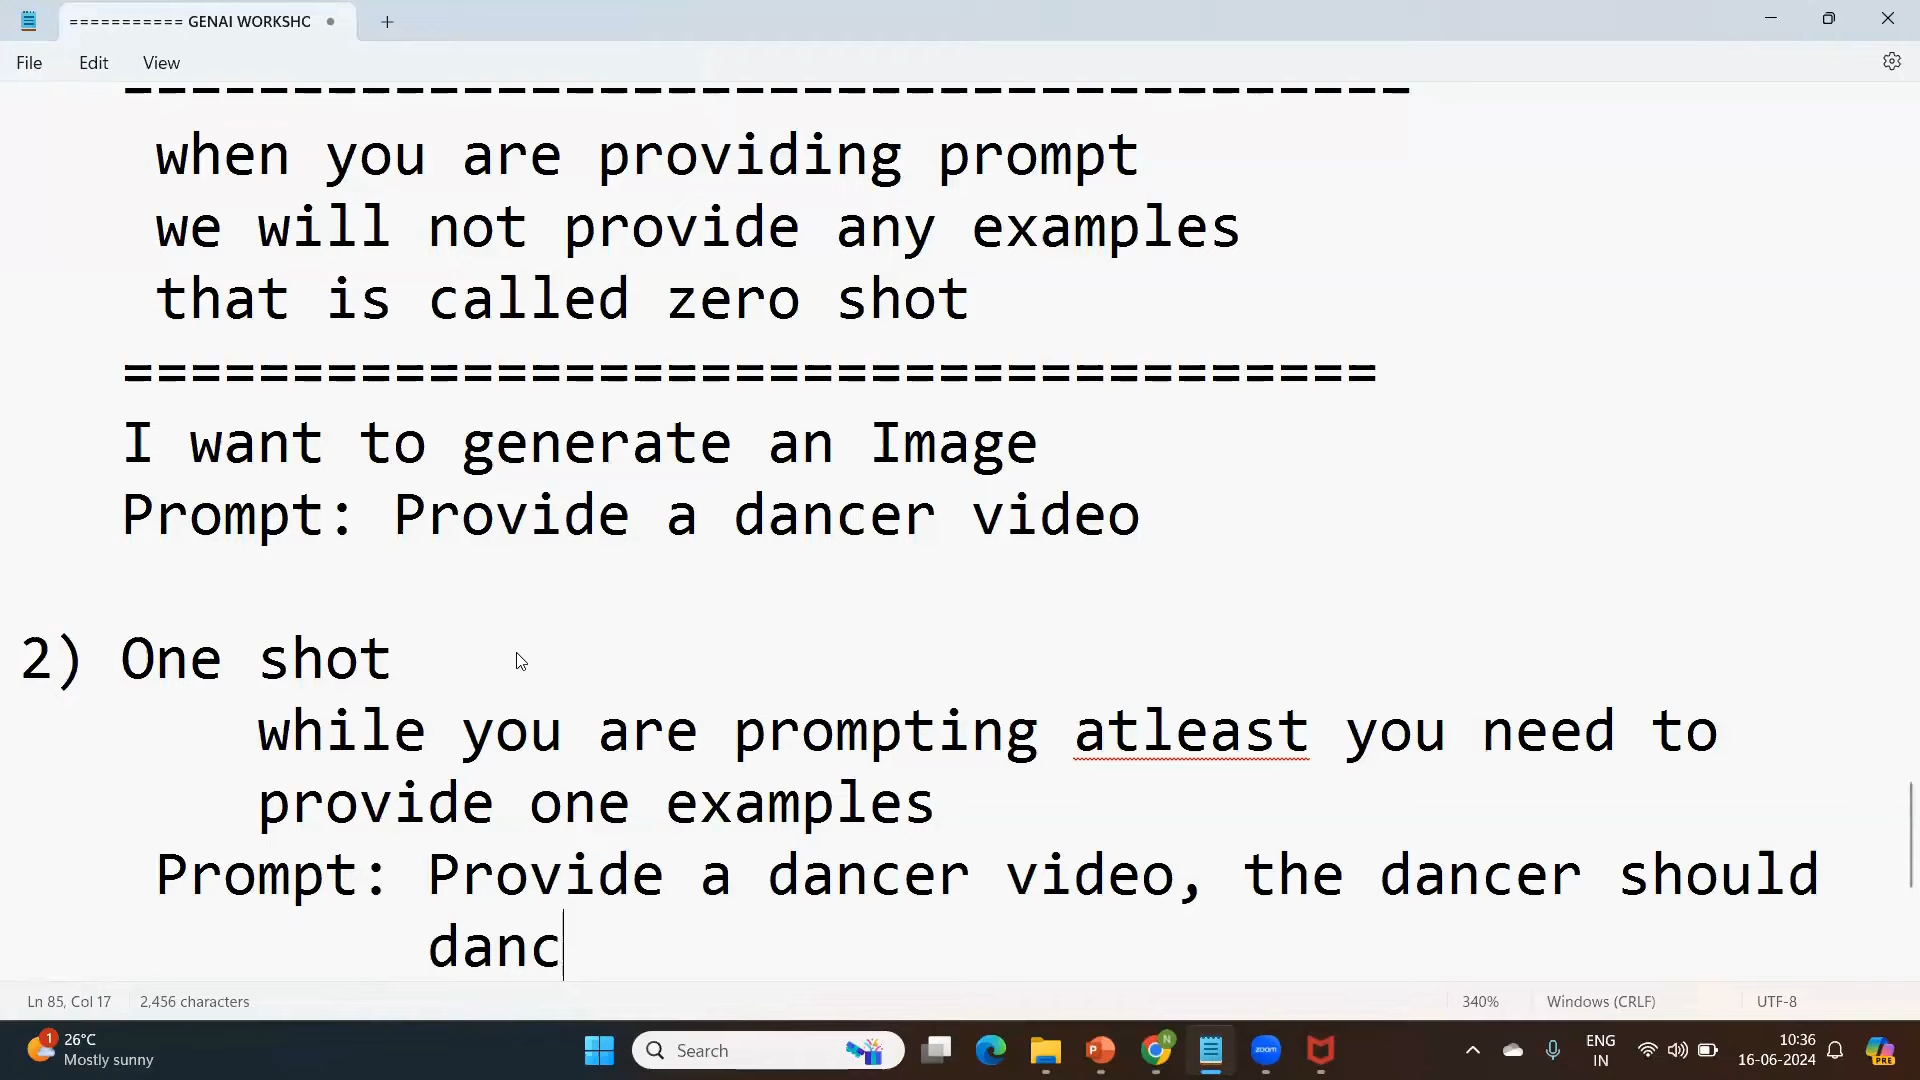 =========== GENAI WORKSHC
File Edit View
--------------------------------------
when you are providing prompt
we will not provide any examples
that is called zero shot
=====================================
I want to generate an Image
Prompt: Provide a dancer video
2) One shot
while you are prompting atleast you need to
provide one examples
Prompt: Provide a dancer video, the dancer should
danc
Ln 85, Col 17 2,456 characters 340% Windows (CRLF) UTF-8
1 26°C
Mostly sunny
Search
zoom
N
P
PRE
ENG
IN
10:36
16-06-2024